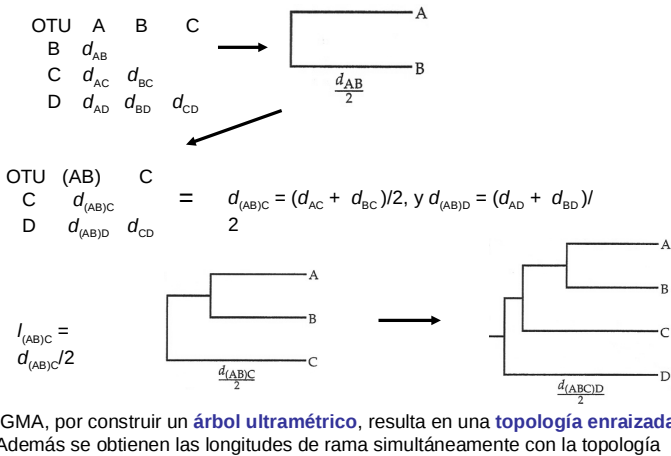 OTU A B C
B d_AB
C d_AC d_BC
D d_AD d_BD d_CD
A
B
d_AB
2
OTU (AB) C
C d_(AB)C
D d_(AB)D d_CD
=
d_(AB)C = (d_AC + d_BC)/2, y d_(AB)D = (d_AD + d_BD)/
2
l_(AB)C =
d_(AB)C/2
A
B
C
d_(AB)C
2
A
B
C
D
d_(ABC)D
2
GMA, por construir un árbol ultramétrico, resulta en una topología enraizada
Además se obtienen las longitudes de rama simultáneamente con la topología